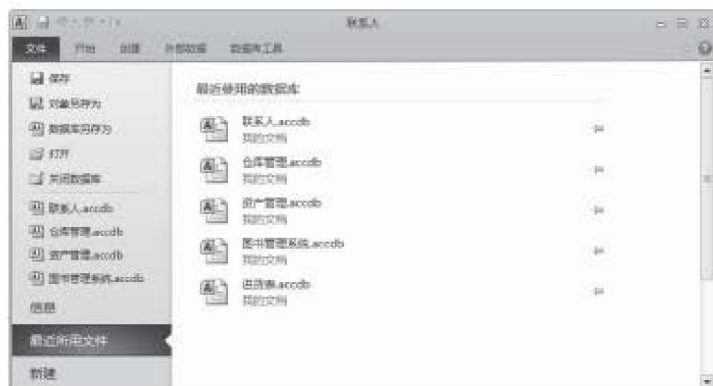 联系人
文件 开始 创建 外部数据 数据库工具
保存
对象另存为
数据库另存为
打开
关闭数据库
联系人.accdb
仓库管理.accdb
资产管理.accdb
图书管理系统.accdb
信息
最近所用文件
新建
最近使用的数据库
联系人.accdb
我的文档
仓库管理.accdb
我的文档
资产管理.accdb
我的文档
图书管理系统.accdb
我的文档
进货表.accdb
我的文档